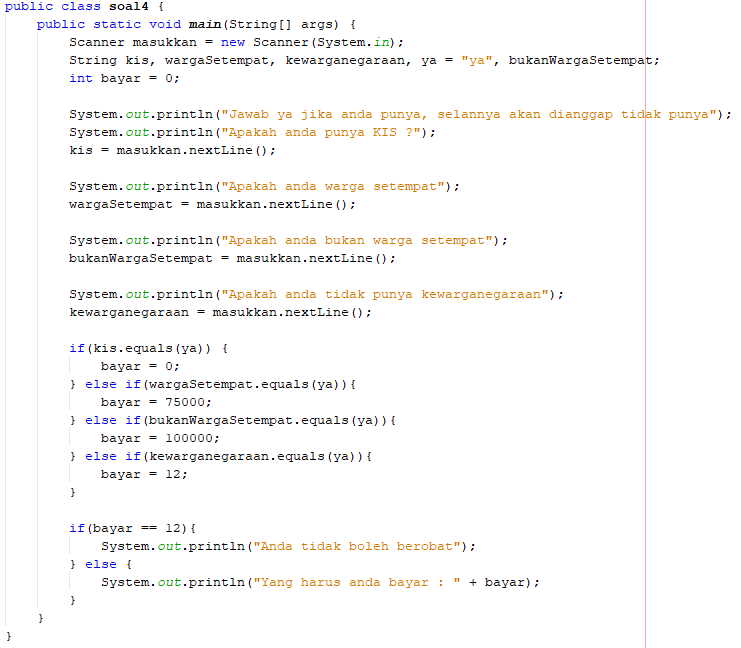 public class soal4 {
    public static void main(String[] args) {
        Scanner masukkan = new Scanner(System.in);
        String kis, wargaSetempat, kewarganegaraan, ya = "ya", bukanWargaSetempat;
        int bayar = 0;

        System.out.println("Jawab ya jika anda punya, selannya akan dianggap tidak punya");
        System.out.println("Apakah anda punya KIS ?");
        kis = masukkan.nextLine();

        System.out.println("Apakah anda warga setempat");
        wargaSetempat = masukkan.nextLine();

        System.out.println("Apakah anda bukan warga setempat");
        bukanWargaSetempat = masukkan.nextLine();

        System.out.println("Apakah anda tidak punya kewarganegaraan");
        kewarganegaraan = masukkan.nextLine();

        if(kis.equals(ya)) {
            bayar = 0;
        } else if(wargaSetempat.equals(ya)){
            bayar = 75000;
        } else if(bukanWargaSetempat.equals(ya)){
            bayar = 100000;
        } else if(kewarganegaraan.equals(ya)){
            bayar = 12;
        }

        if(bayar == 12){
            System.out.println("Anda tidak boleh berobat");
        } else {
            System.out.println("Yang harus anda bayar : " + bayar);
        }
    }
}